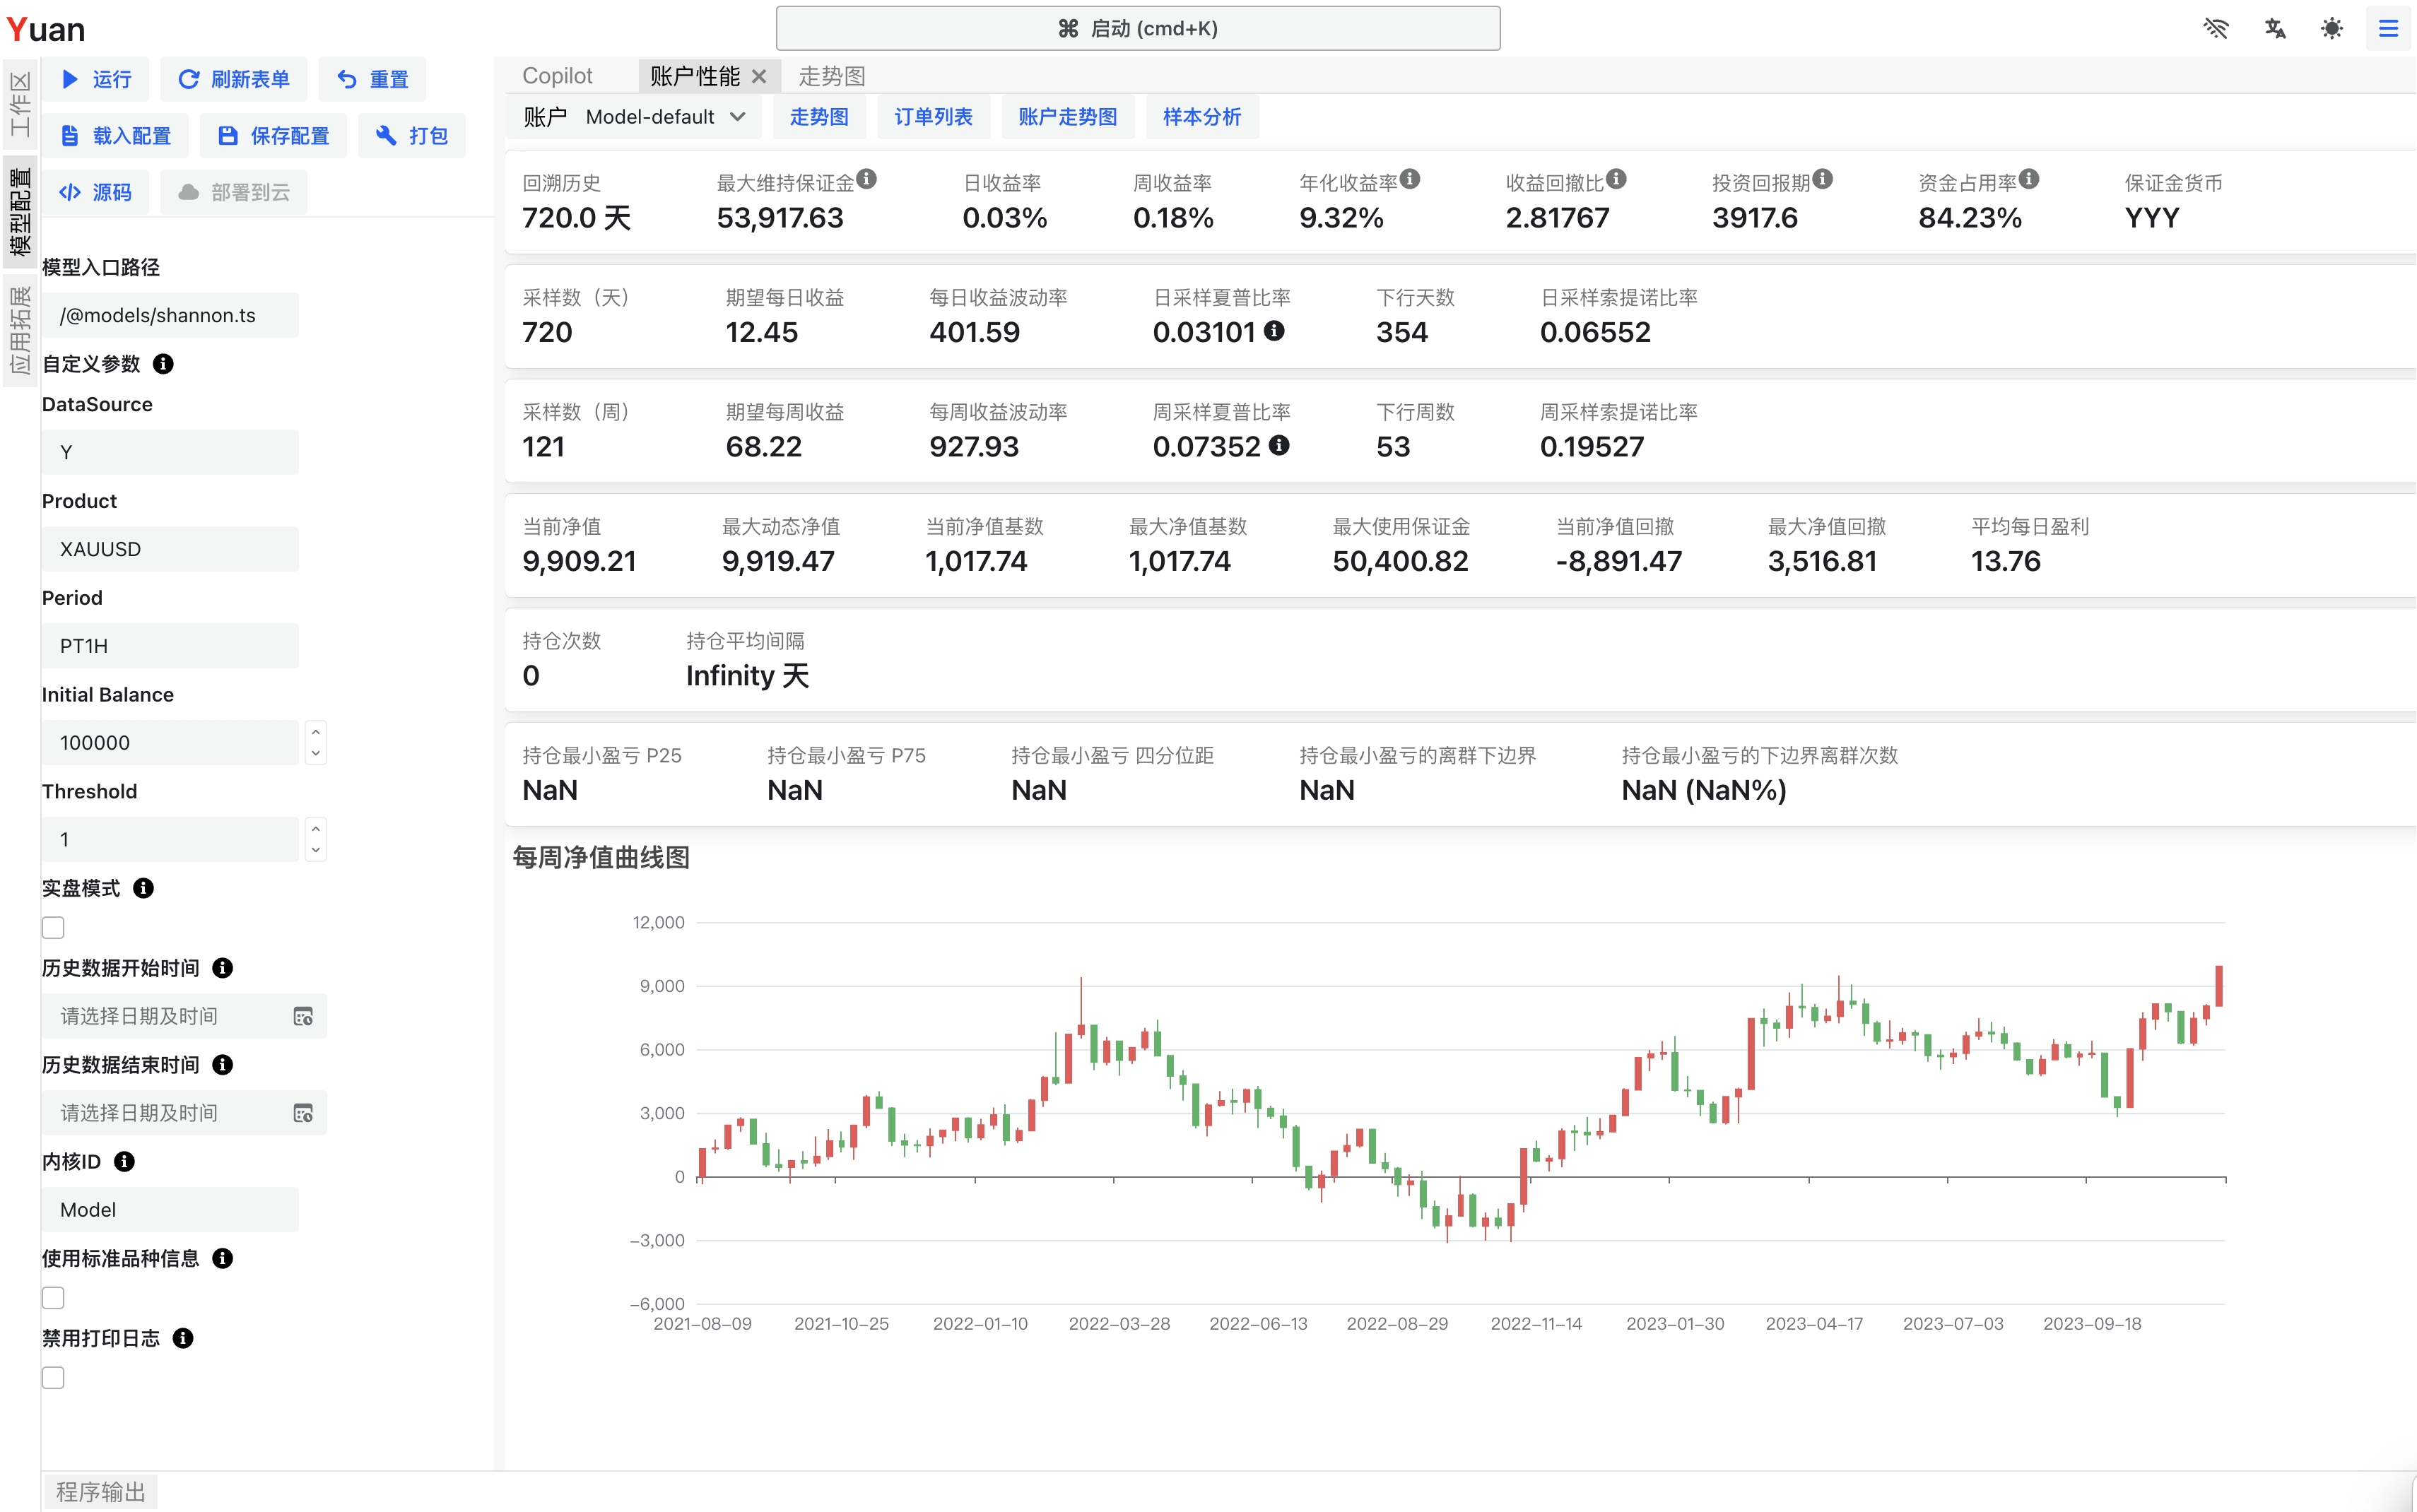 Yuan
⌘ 启动 (cmd+K)
工作区
模型配置
应用拓展
运行
刷新表单
重置
载入配置
保存配置
打包
源码
部署到云
模型入口路径
/@models/shannon.ts
自定义参数
DataSource
Y
Product
XAUUSD
Period
PT1H
Initial Balance
100000
Threshold
1
实盘模式
历史数据开始时间
请选择日期及时间
历史数据结束时间
请选择日期及时间
内核ID
Model
使用标准品种信息
禁用打印日志
程序输出
Copilot 账户性能 走势图
账户 Model-default 走势图 订单列表 账户走势图 样本分析
回溯历史 最大维持保证金 日收益率 周收益率 年化收益率 收益回撤比 投资回报期 资金占用率 保证金货币
720.0 天 53,917.63 0.03% 0.18% 9.32% 2.81767 3917.6 84.23% YYY
采样数（天） 期望每日收益 每日收益波动率 日采样夏普比率 下行天数 日采样索提诺比率
720 12.45 401.59 0.03101 354 0.06552
采样数（周） 期望每周收益 每周收益波动率 周采样夏普比率 下行周数 周采样索提诺比率
121 68.22 927.93 0.07352 53 0.19527
当前净值 最大动态净值 当前净值基数 最大净值基数 最大使用保证金 当前净值回撤 最大净值回撤 平均每日盈利
9,909.21 9,919.47 1,017.74 1,017.74 50,400.82 -8,891.47 3,516.81 13.76
持仓次数 持仓平均间隔
0 Infinity 天
持仓最小盈亏 P25 持仓最小盈亏 P75 持仓最小盈亏 四分位距 持仓最小盈亏的离群下边界 持仓最小盈亏的下边界离群次数
NaN NaN NaN NaN NaN (NaN%)
每周净值曲线图
12,000
9,000
6,000
3,000
0
-3,000
-6,000
2021-08-09 2021-10-25 2022-01-10 2022-03-28 2022-06-13 2022-08-29 2022-11-14 2023-01-30 2023-04-17 2023-07-03 2023-09-18